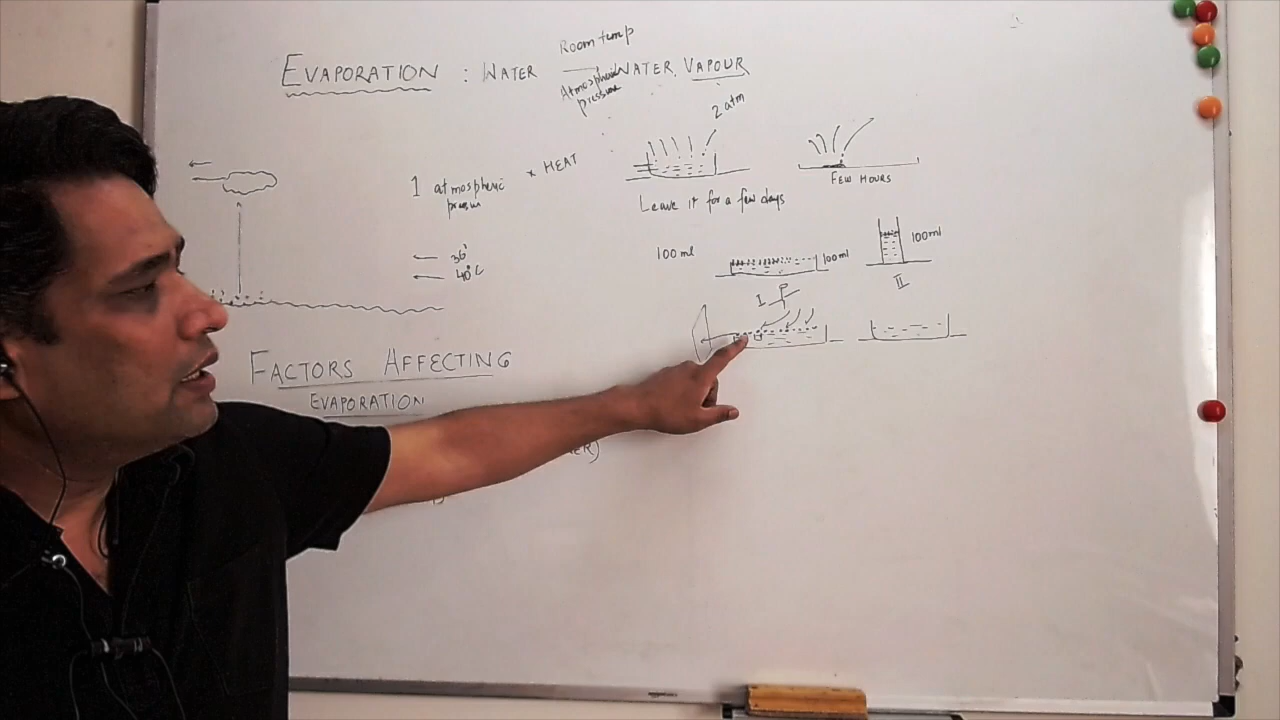 Room temp
EVAPORATION : WATER WATER VAPOUR
Atmospheric
pressure
2 atm
1 atmospheric
pressure
× HEAT
FEW HOURS
Leave it for a few days
100 ml
100ml
100ml
36°
40°C
I
II
FACTORS AFFECTING
EVAPORATION